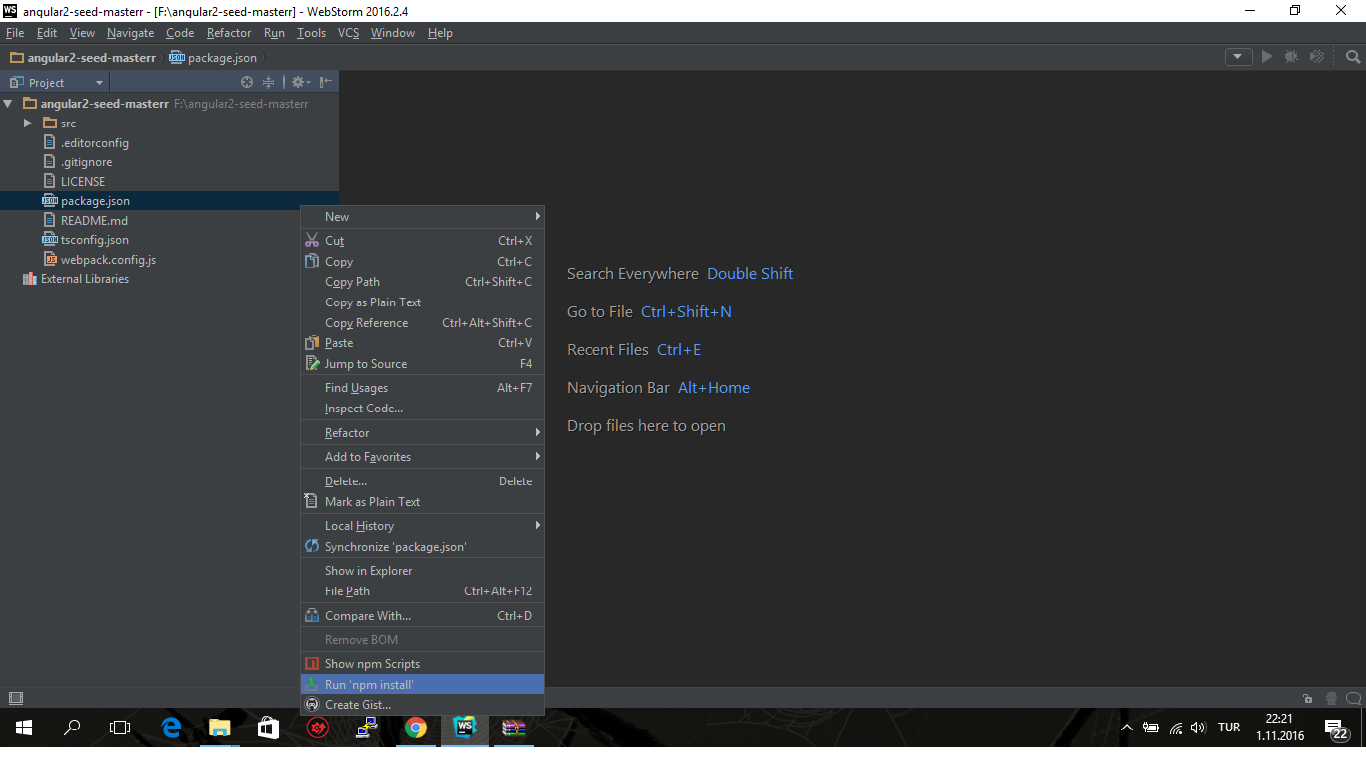 WS angular2-seed-masterr - [F:\angular2-seed-masterr] - WebStorm 2016.2.4
File Edit View Navigate Code Refactor Run Tools VCS Window Help
angular2-seed-masterr package.json
Project
angular2-seed-masterr F:\angular2-seed-masterr
src
.editorconfig
.gitignore
LICENSE
package.json
README.md
tsconfig.json
webpack.config.js
External Libraries
New
Cut Ctrl+X
Copy Ctrl+C
Copy Path Ctrl+Shift+C
Copy as Plain Text
Copy Reference Ctrl+Alt+Shift+C
Paste Ctrl+V
Jump to Source F4
Find Usages Alt+F7
Inspect Code...
Refactor
Add to Favorites
Delete... Delete
Mark as Plain Text
Local History
Synchronize 'package.json'
Show in Explorer
File Path Ctrl+Alt+F12
Compare With... Ctrl+D
Remove BOM
Show npm Scripts
Run 'npm install'
Create Gist...
Search Everywhere Double Shift
Go to File Ctrl+Shift+N
Recent Files Ctrl+E
Navigation Bar Alt+Home
Drop files here to open
WS
TUR
22:21
1.11.2016
22